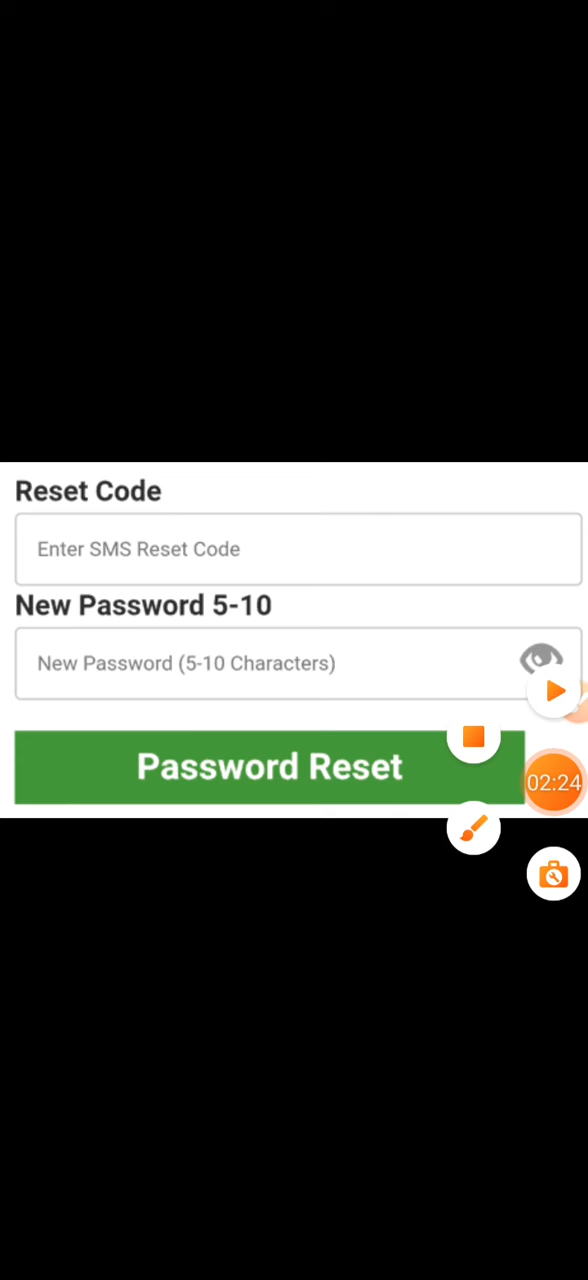 Reset Code
Enter SMS Reset Code
New Password 5-10
New Password (5-10 Characters)
Password Reset
02:24